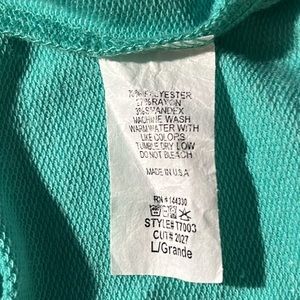 POLYESTER
27% RAYON
3% SPANDEX
MACHINE WASH
WARM WATER WITH
LIKE COLORS
TUMBLE DRY LOW
DO NOT BLEACH
MADE IN U.S.A
RN# 144330
STYLE# T7003
CUT# 2027
L/Grande